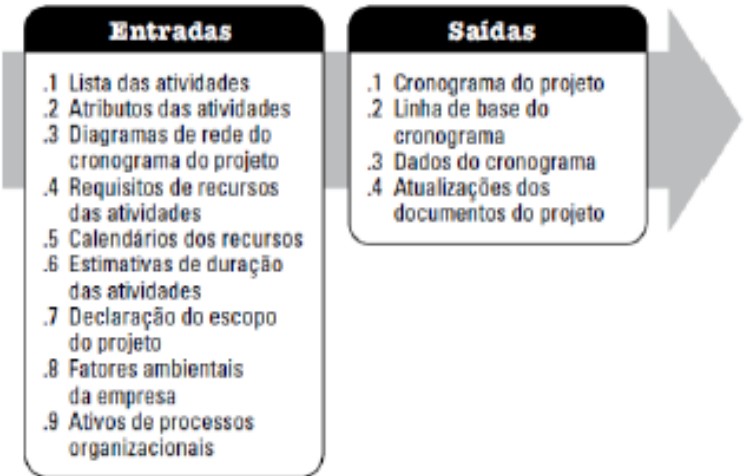 Entradas
.1 Lista das atividades
.2 Atributos das atividades
.3 Diagramas de rede do
cronograma do projeto
.4 Requisitos de recursos
das atividades
.5 Calendários dos recursos
.6 Estimativas de duração
das atividades
.7 Declaração do escopo
do projeto
.8 Fatores ambientais
da empresa
.9 Ativos de processos
organizacionais
Saídas
.1 Cronograma do projeto
.2 Linha de base do
cronograma
.3 Dados do cronograma
.4 Atualizações dos
documentos do projeto